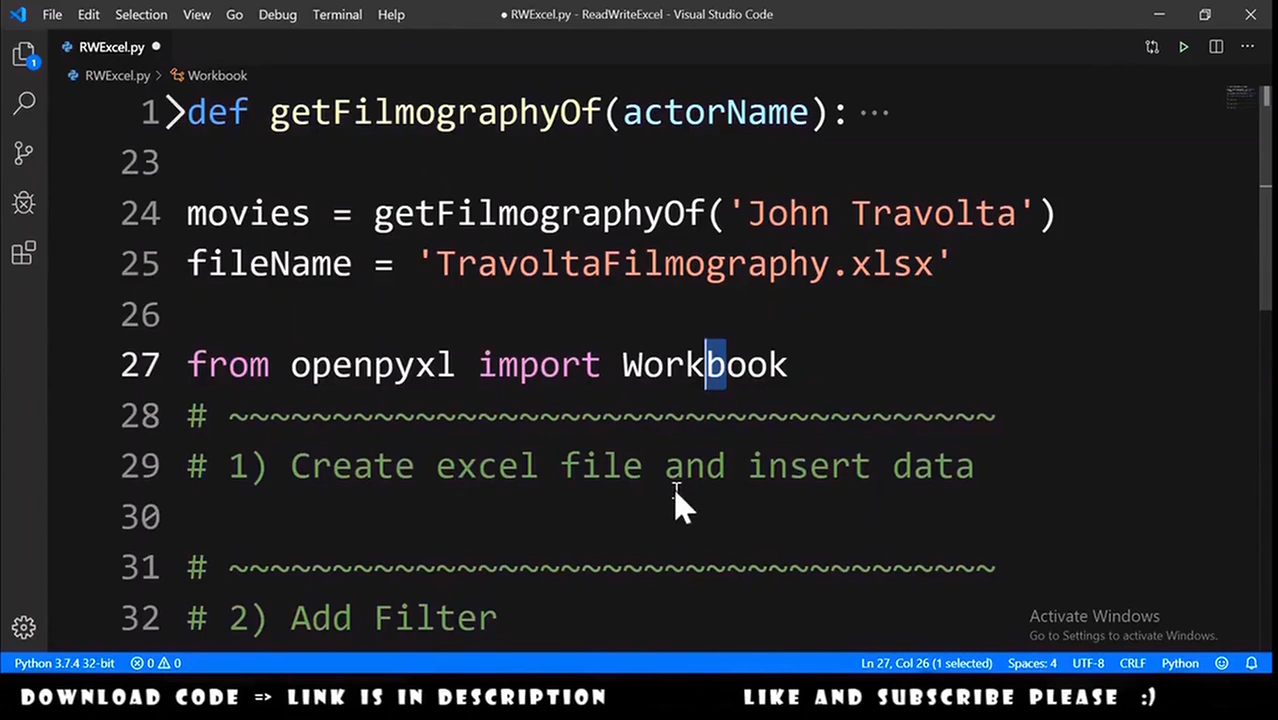 File Edit Selection View Go Debug Terminal Help
● RWExcel.py - ReadWriteExcel - Visual Studio Code
RWExcel.py ●
RWExcel.py > Workbook
1 >def getFilmographyOf(actorName): ...
23
24 movies = getFilmographyOf('John Travolta')
25 fileName = 'TravoltaFilmography.xlsx'
26
27 from openpyxl import Workbook
28 # ~~~~~~~~~~~~~~~~~~~~~~~~~~~~~~~~~~~~~
29 # 1) Create excel file and insert data
30
31 # ~~~~~~~~~~~~~~~~~~~~~~~~~~~~~~~~~~~~~
32 # 2) Add Filter
1
Activate Windows
Go to Settings to activate Windows.
Python 3.7.4 32-bit 0 0 Ln 27, Col 26 (1 selected) Spaces: 4 UTF-8 CRLF Python
DOWNLOAD CODE => LINK IS IN DESCRIPTION LIKE AND SUBSCRIBE PLEASE :)